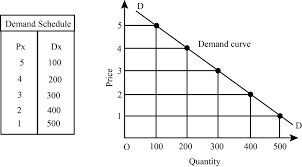 Demand Schedule
Px Dx
5 100
4 200
3 300
2 400
1 500
D
5
4
3
2
1
Price
Demand curve
D
O 100 200 300 400 500
Quantity